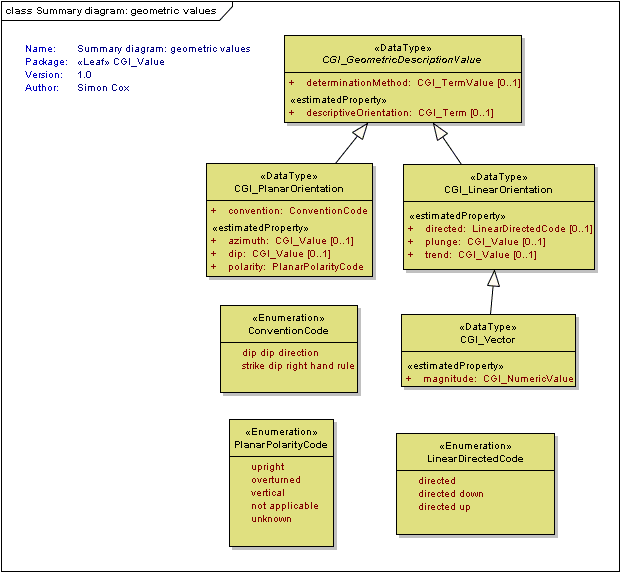 class Summary diagram: geometric values
Name: Summary diagram: geometric values
Package: «Leaf» CGI_Value
Version: 1.0
Author: Simon Cox
«DataType»
CGI_GeometricDescriptionValue
+ determinationMethod: CGI_TermValue [0..1]
«estimatedProperty»
+ descriptiveOrientation: CGI_Term [0..1]
«DataType»
CGI_PlanarOrientation
+ convention: ConventionCode
«estimatedProperty»
+ azimuth: CGI_Value [0..1]
+ dip: CGI_Value [0..1]
+ polarity: PlanarPolarityCode
«DataType»
CGI_LinearOrientation
«estimatedProperty»
+ directed: LinearDirectedCode [0..1]
+ plunge: CGI_Value [0..1]
+ trend: CGI_Value [0..1]
«Enumeration»
ConventionCode
dip dip direction
strike dip right hand rule
«DataType»
CGI_Vector
«estimatedProperty»
+ magnitude: CGI_NumericValue
«Enumeration»
PlanarPolarityCode
upright
overturned
vertical
not applicable
unknown
«Enumeration»
LinearDirectedCode
directed
directed down
directed up